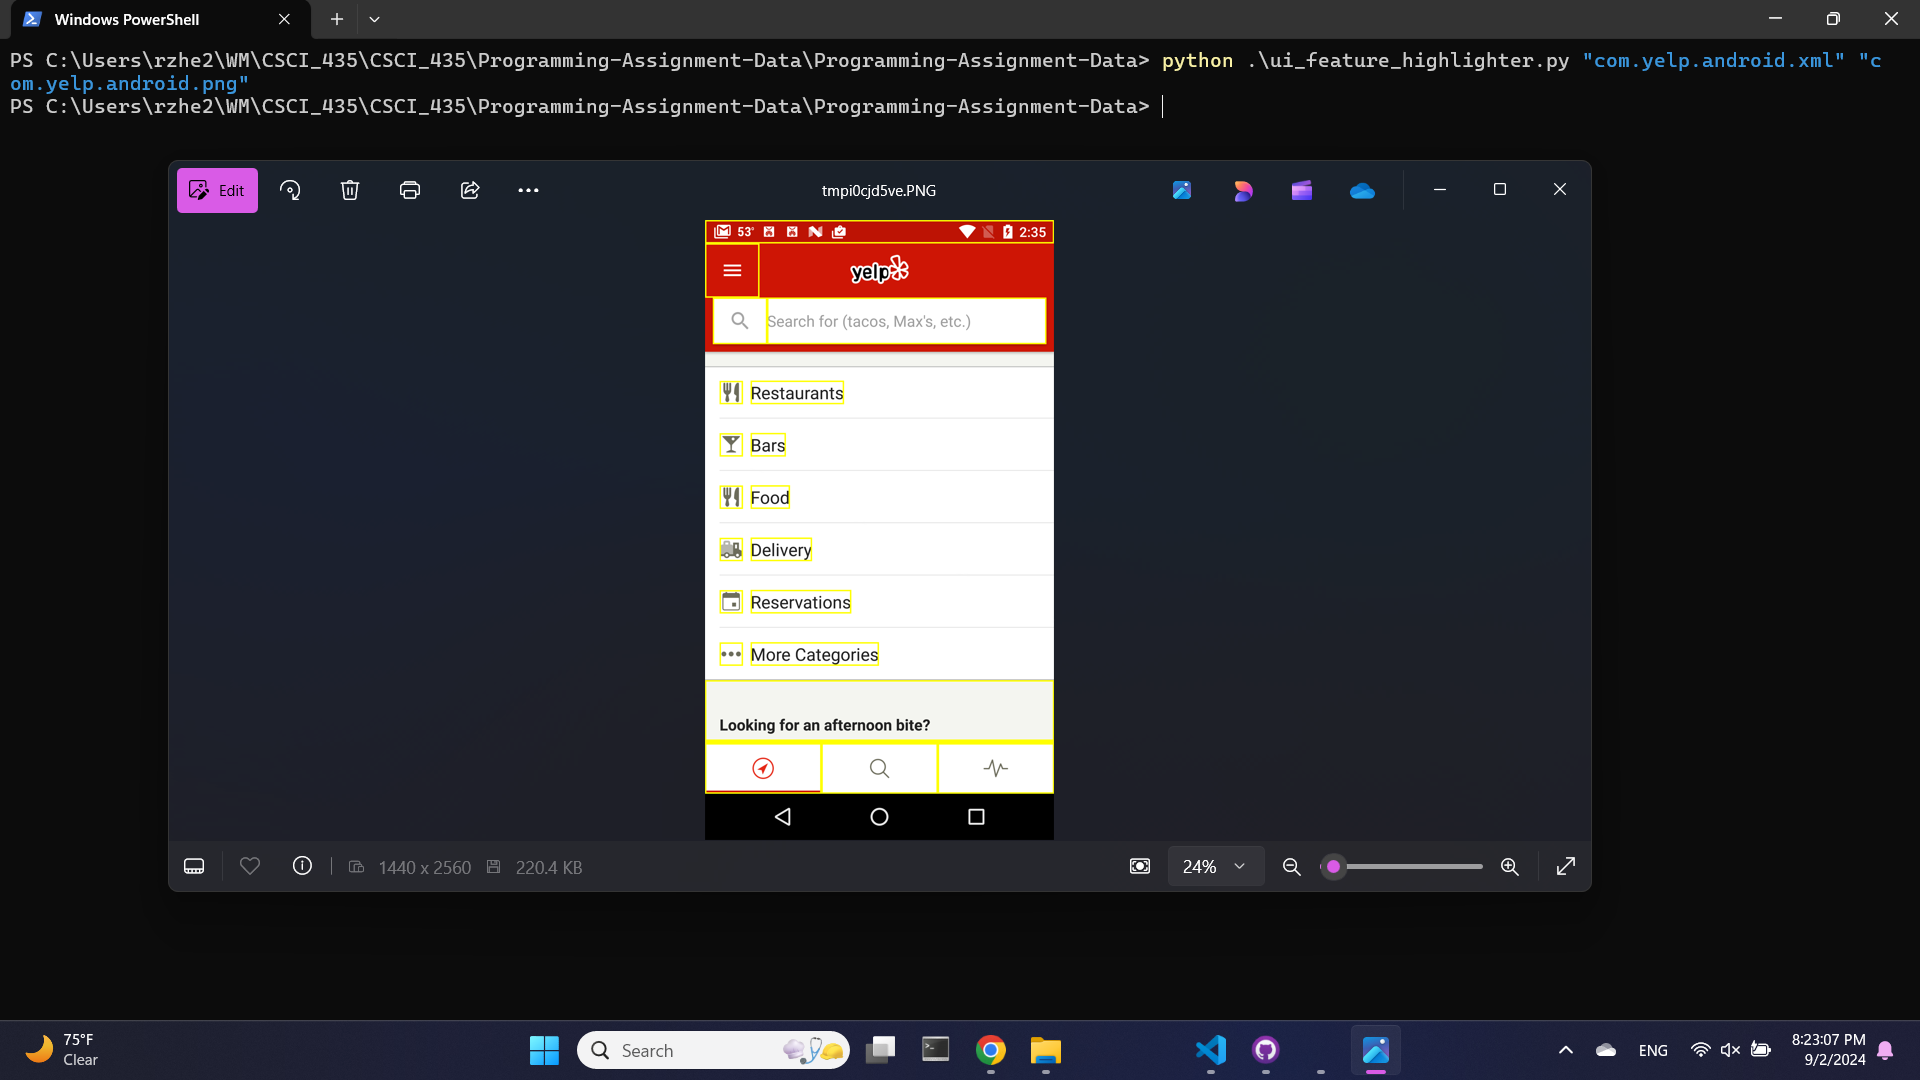 Windows PowerShell
PS C:\Users\rzhe2\WM\CSCI_435\CSCI_435\Programming-Assignment-Data\Programming-Assignment-Data> python .\ui_feature_highlighter.py "com.yelp.android.xml" "c
om.yelp.android.png"
PS C:\Users\rzhe2\WM\CSCI_435\CSCI_435\Programming-Assignment-Data\Programming-Assignment-Data>
Edit
tmpi0cjd5ve.PNG
53° 2:35
yelp
Search for (tacos, Max's, etc.)
Restaurants
Bars
Food
Delivery
Reservations
More Categories
Looking for an afternoon bite?
1440 x 2560 220.4 KB 24%
75°F
Clear
Search
ENG
8:23:07 PM
9/2/2024